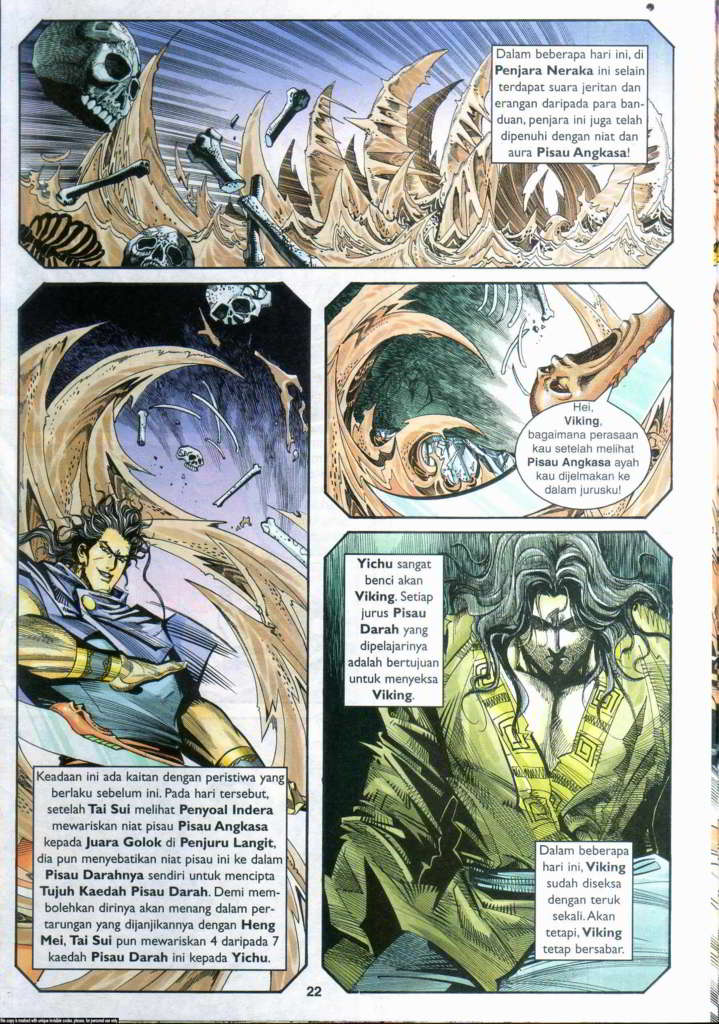 Dalam beberapa hari ini, di
Penjara Neraka ini selain
terdapat suara jeritan dan
erangan daripada para ban-
duan, penjara ini juga telah
dipenuhi dengan niat dan
aura Pisau Angkasa!
Hei,
Viking,
bagaimana perasaan
kau setelah melihat
Pisau Angkasa ayah
kau dijelmakan ke
dalam jurusku!
Keadaan ini ada kaitan dengan peristiwa yang
berlaku sebelum ini. Pada hari tersebut,
setelah Tai Sui melihat Penyoal Indera
mewariskan niat pisau Pisau Angkasa
kepada Juara Golok di Penjuru Langit,
dia pun menyebatikan niat pisau ini ke dalam
Pisau Darahnya sendiri untuk mencipta
Tujuh Kaedah Pisau Darah. Demi mem-
bolehkan dirinya akan menang dalam per-
tarungan yang dijanjikannya dengan Heng
Mei, Tai Sui pun mewariskan 4 daripada 7
kaedah Pisau Darah ini kepada Yichu.
Yichu sangat
benci akan
Viking. Setiap
jurus Pisau
Darah yang
dipelajarinya
adalah bertujuan
untuk menyeksa
Viking.
Dalam beberapa
hari ini, Viking
sudah diseksa
dengan teruk
sekali. Akan
tetapi, Viking
tetap bersabar.
22